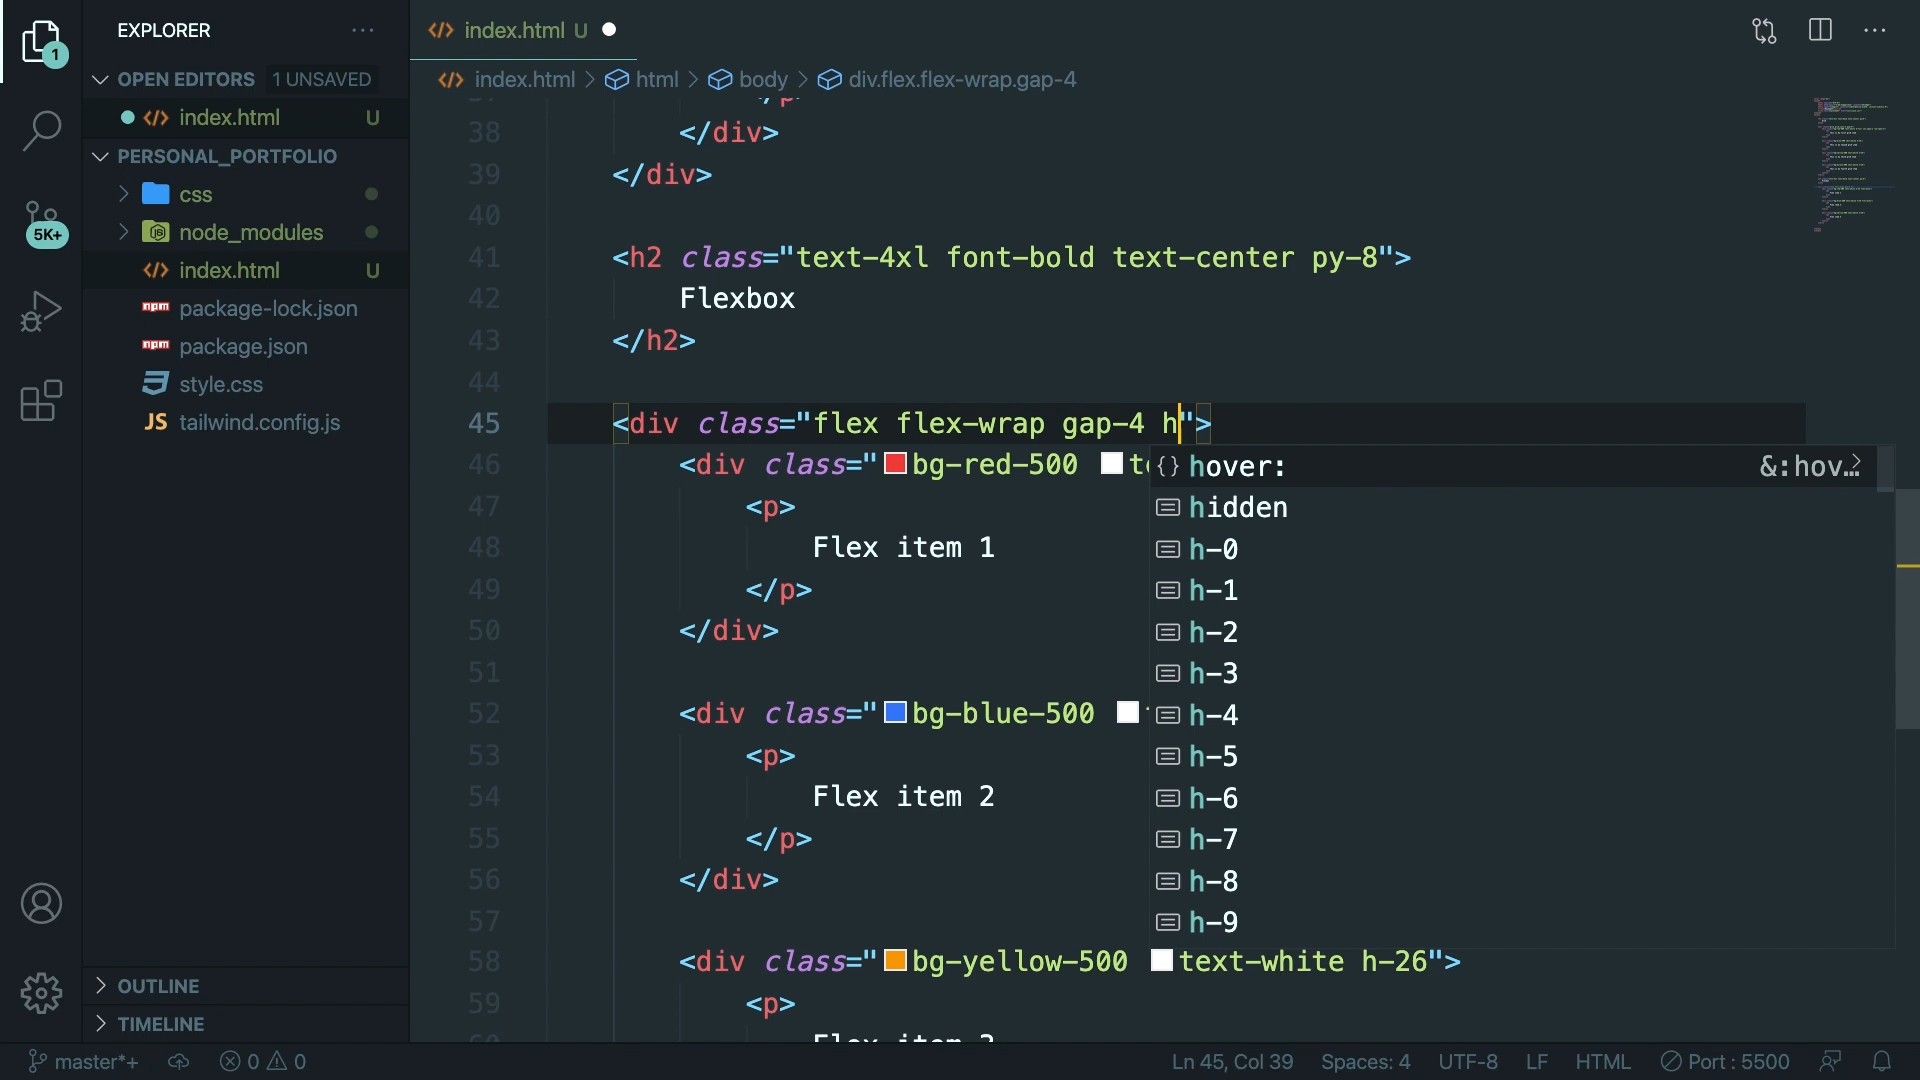 EXPLORER
1
OPEN EDITORS 1 UNSAVED
index.html U
PERSONAL_PORTFOLIO
css
5K+
node_modules
index.html U
package-lock.json
package.json
style.css
JS tailwind.config.js
OUTLINE
TIMELINE
index.html U
index.html > html > body > div.flex.flex-wrap.gap-4
38 </div>
39 </div>
40
41 <h2 class="text-4xl font-bold text-center py-8">
42 Flexbox
43 </h2>
44
45 <div class="flex flex-wrap gap-4 h">
46 <div class="bg-red-500
47 <p>
48 Flex item 1
49 </p>
50 </div>
51
52 <div class="bg-blue-500
53 <p>
54 Flex item 2
55 </p>
56 </div>
57
58 <div class="bg-yellow-500 text-white h-26">
59 <p>
hover: &:hov…
hidden
h-0
h-1
h-2
h-3
h-4
h-5
h-6
h-7
h-8
h-9
master*+ 0 0 Ln 45, Col 39 Spaces: 4 UTF-8 LF HTML Port : 5500